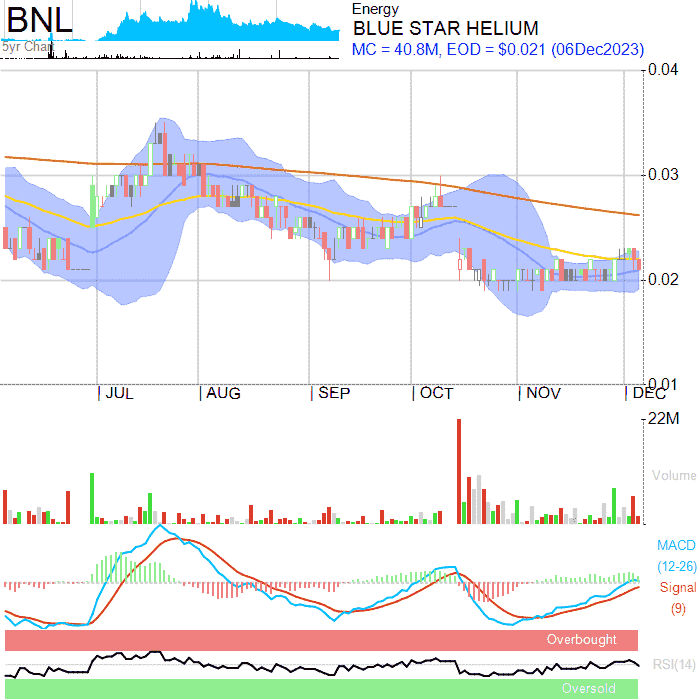 BNL
5yr Chart
Energy
BLUE STAR HELIUM
MC = 40.8M, EOD = $0.021 (06Dec2023)
0.04
0.03
0.02
0.01
JUL
AUG
SEP
OCT
NOV
DEC
22M
Volume
MACD
(12-26)
Signal
(9)
Overbought
RSI(14)
Oversold